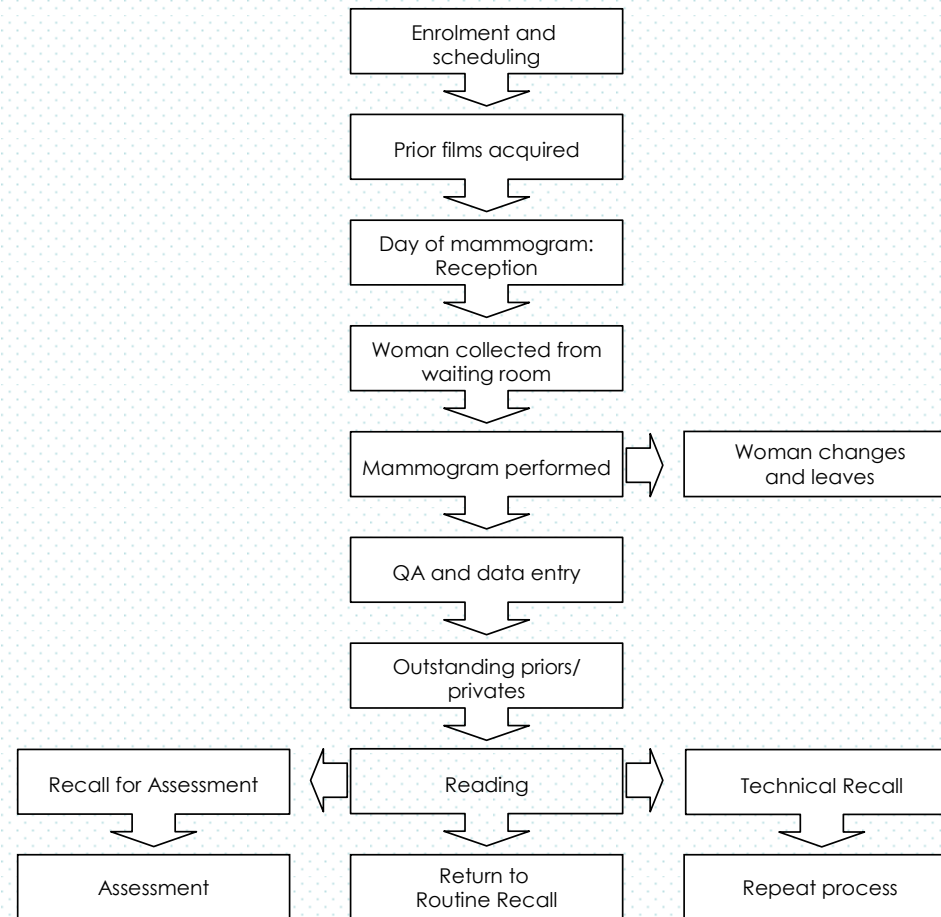 Enrolment and
scheduling
Prior films acquired
Day of mammogram:
Reception
Woman collected from
waiting room
Mammogram performed
Woman changes
and leaves
QA and data entry
Outstanding priors/
privates
Recall for Assessment
Reading
Technical Recall
Assessment
Return to
Routine Recall
Repeat process